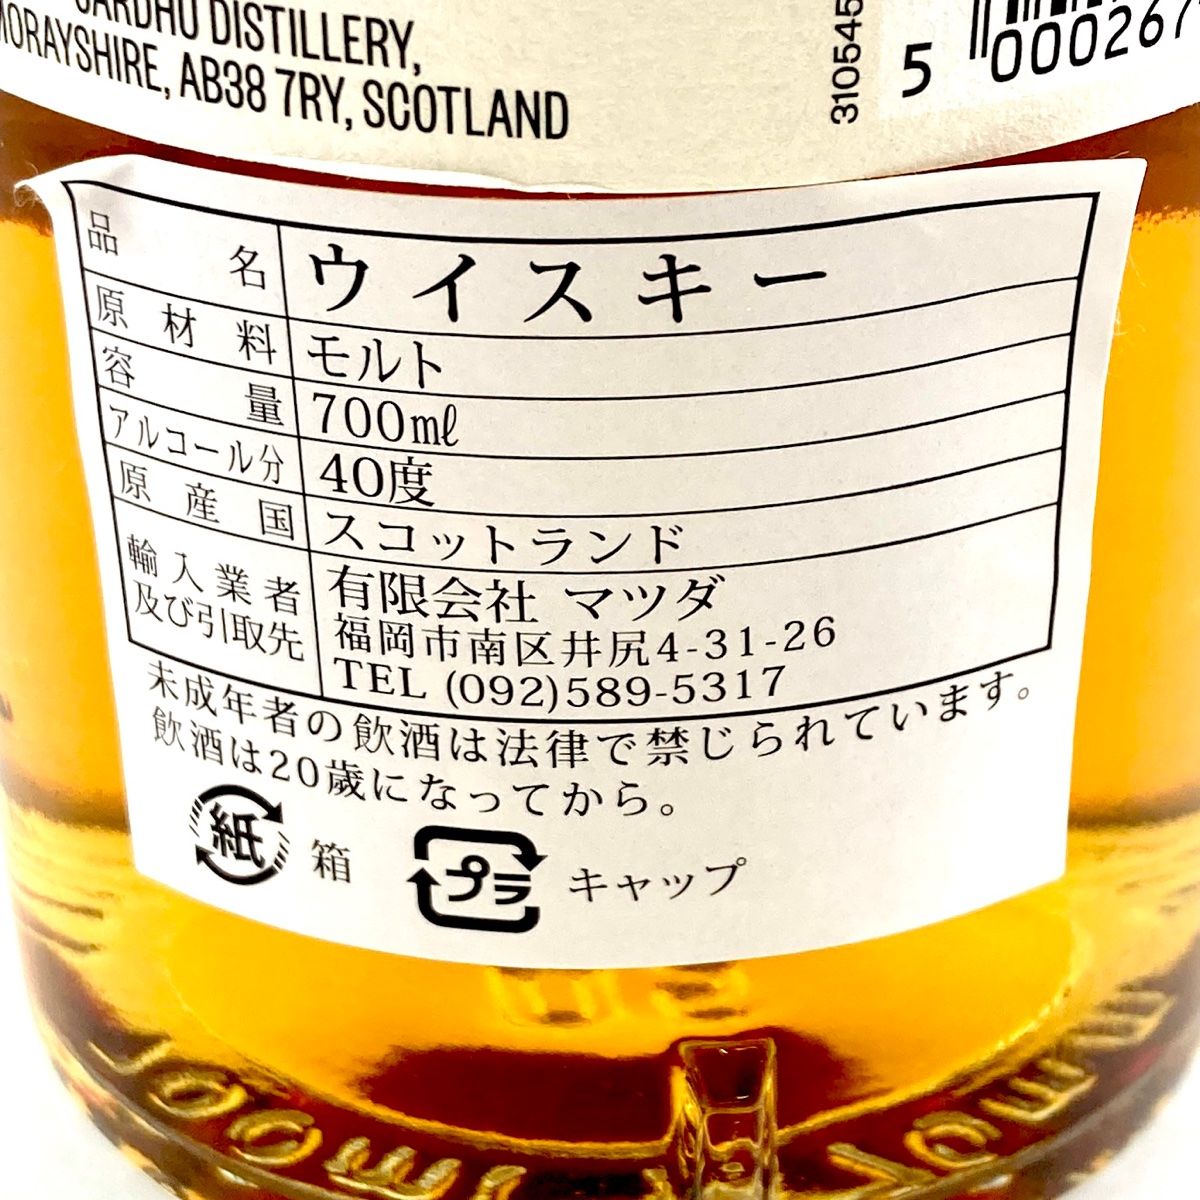 CARDHU DISTILLERY,
MORAYSHIRE, AB38 7RY, SCOTLAND
310545
5 000267
品名 ウイスキー
原材料 モルト
容量 700mℓ
アルコール分 40度
原産国 スコットランド
輸入業者及び引取先 有限会社 マツダ
福岡市南区井尻4-31-26
TEL (092)589-5317
未成年者の飲酒は法律で禁じられています。
飲酒は20歳になってから。
紙 箱 プラ キャップ